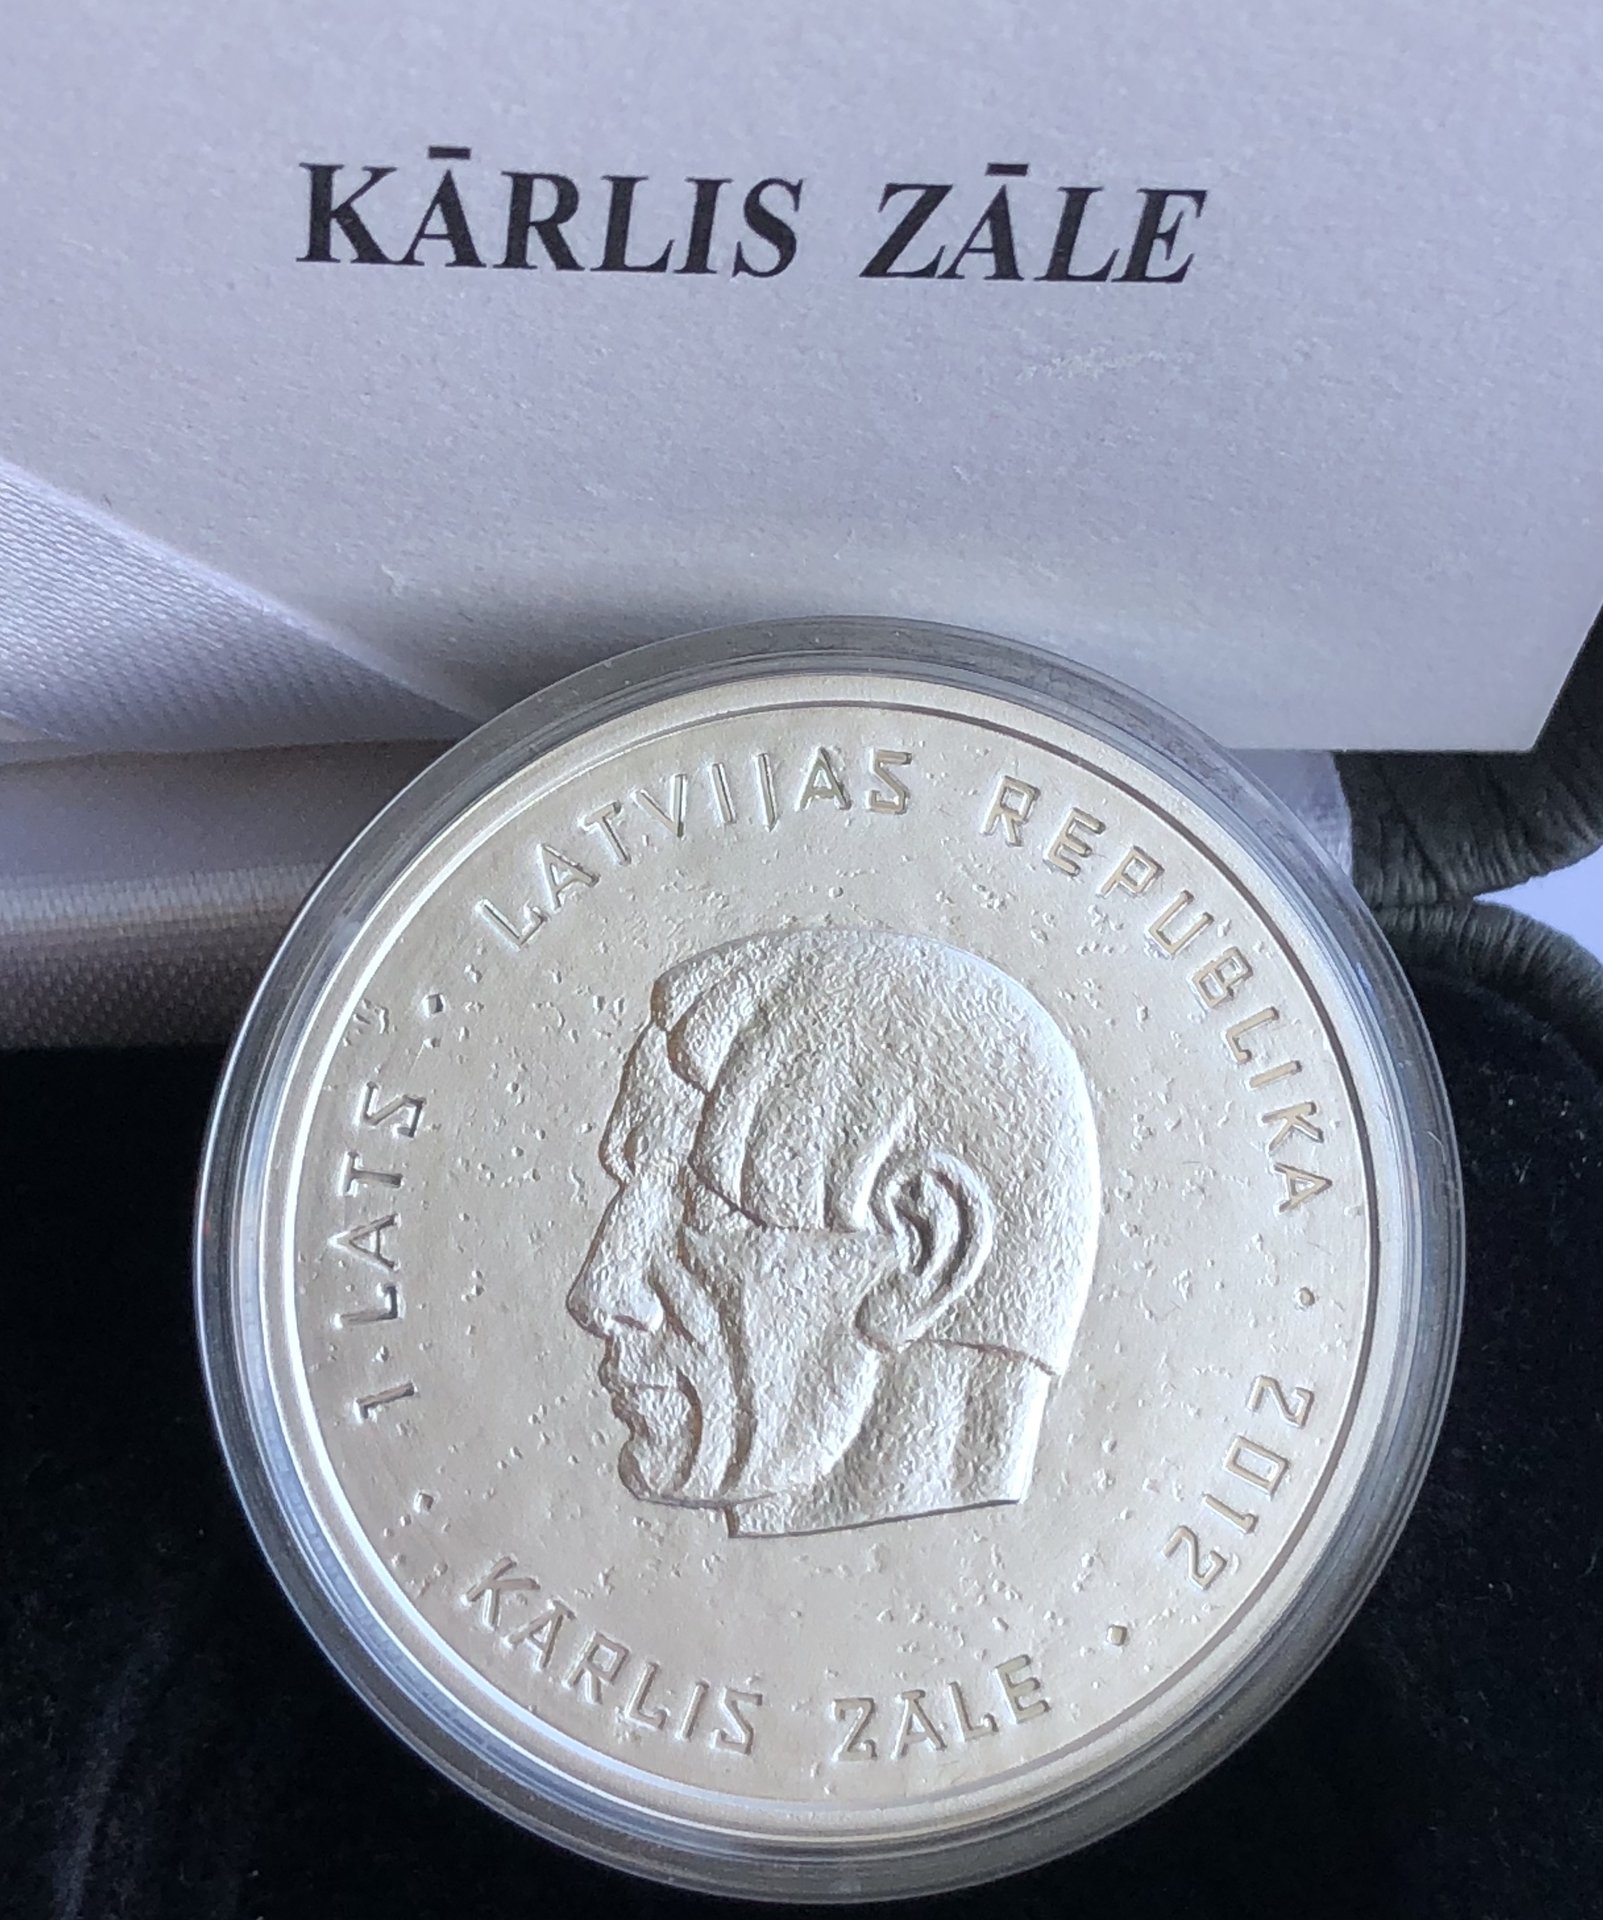 KĀRLIS ZĀLE
LATVIJAS REPUBLIKA · 2012 ·
KĀRLIS ZĀLE ·
1 LATS ·